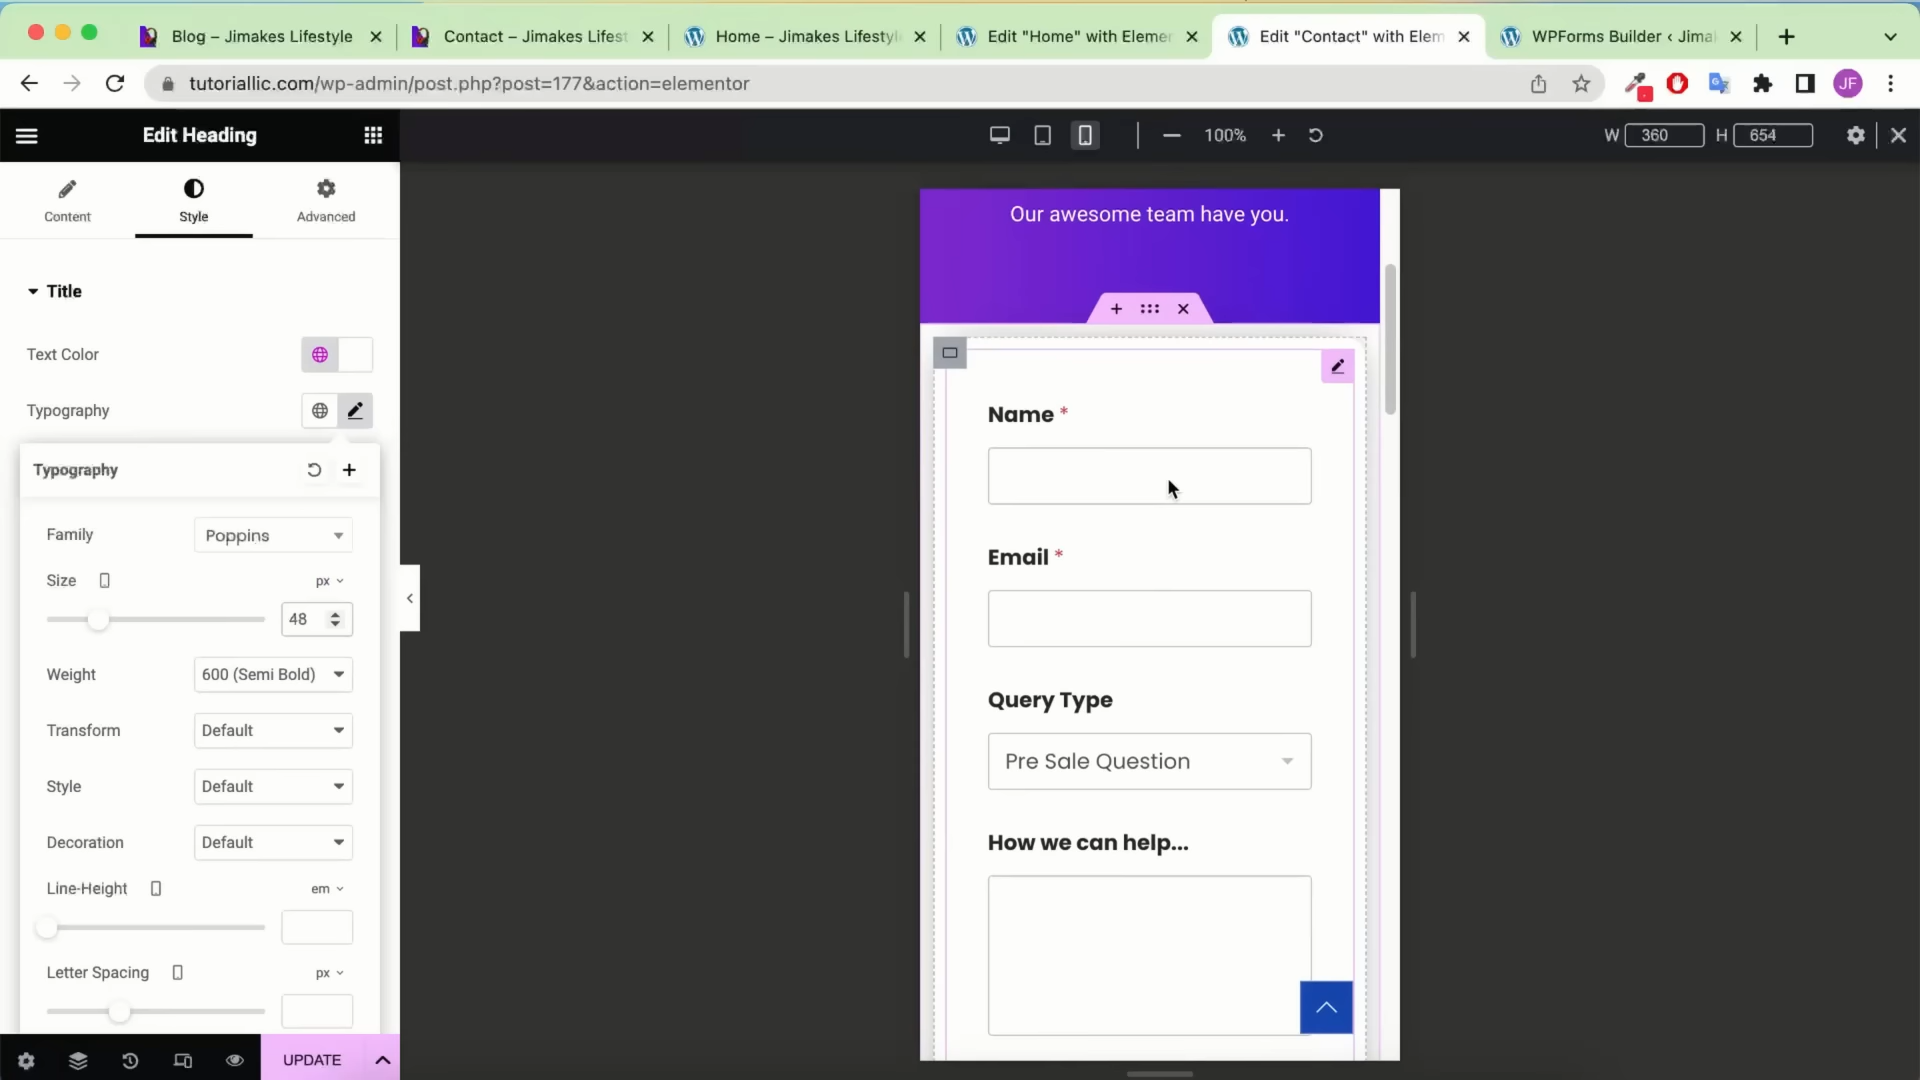 Blog – Jimakes Lifestyle
Contact – Jimakes Lifest
Home – Jimakes Lifestyle
Edit "Home" with Elemen
Edit "Contact" with Elem
WPForms Builder ‹ Jima
tutoriallic.com/wp-admin/post.php?post=177&action=elementor
JF
Edit Heading
100%
W 360 H 654
Content
Style
Advanced
Title
Text Color
Typography
Typography
Family
Poppins
Size
px
48
Weight
600 (Semi Bold)
Transform
Default
Style
Default
Decoration
Default
Line-Height
em
Letter Spacing
px
UPDATE
Our awesome team have you.
Name *
Email *
Query Type
Pre Sale Question
How we can help...